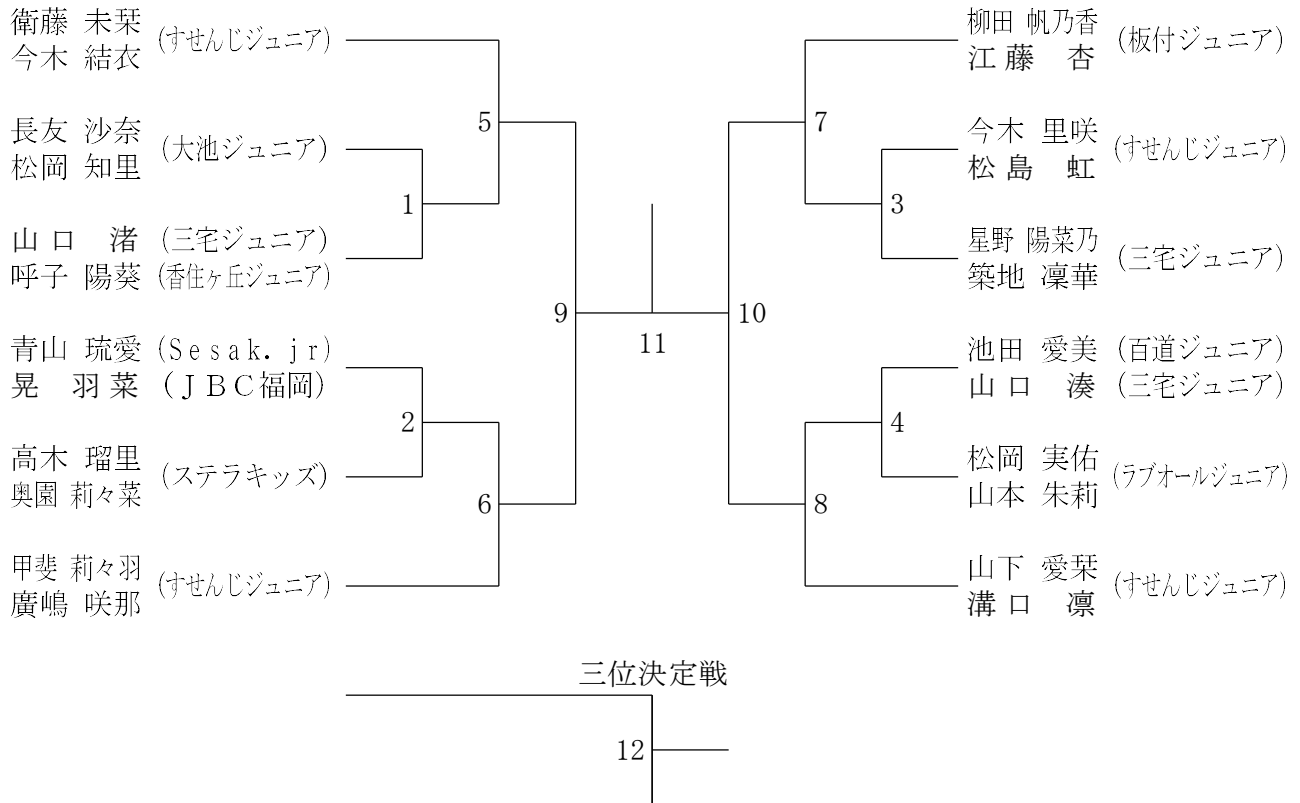 衛藤 未栞
今木 結衣
(すせんじジュニア)
長友 沙奈
松岡 知里
(大池ジュニア)
山口 渚 (三宅ジュニア)
呼子 陽葵 (香住ヶ丘ジュニア)
青山 琉愛 (Sesak.jr)
晃 羽菜 (JBC福岡)
高木 瑠里
奥園 莉々菜
(ステラキッズ)
甲斐 莉々羽
廣嶋 咲那
(すせんじジュニア)
5
1
2
6
9
11
10
7
3
4
8
柳田 帆乃香
江藤 杏
(板付ジュニア)
今木 里咲
松島 虹
(すせんじジュニア)
星野 陽菜乃
築地 凜華
(三宅ジュニア)
池田 愛美 (百道ジュニア)
山口 湊 (三宅ジュニア)
松岡 実佑
山本 朱莉
(ラブオールジュニア)
山下 愛栞
溝口 凛
(すせんじジュニア)
三位決定戦
12